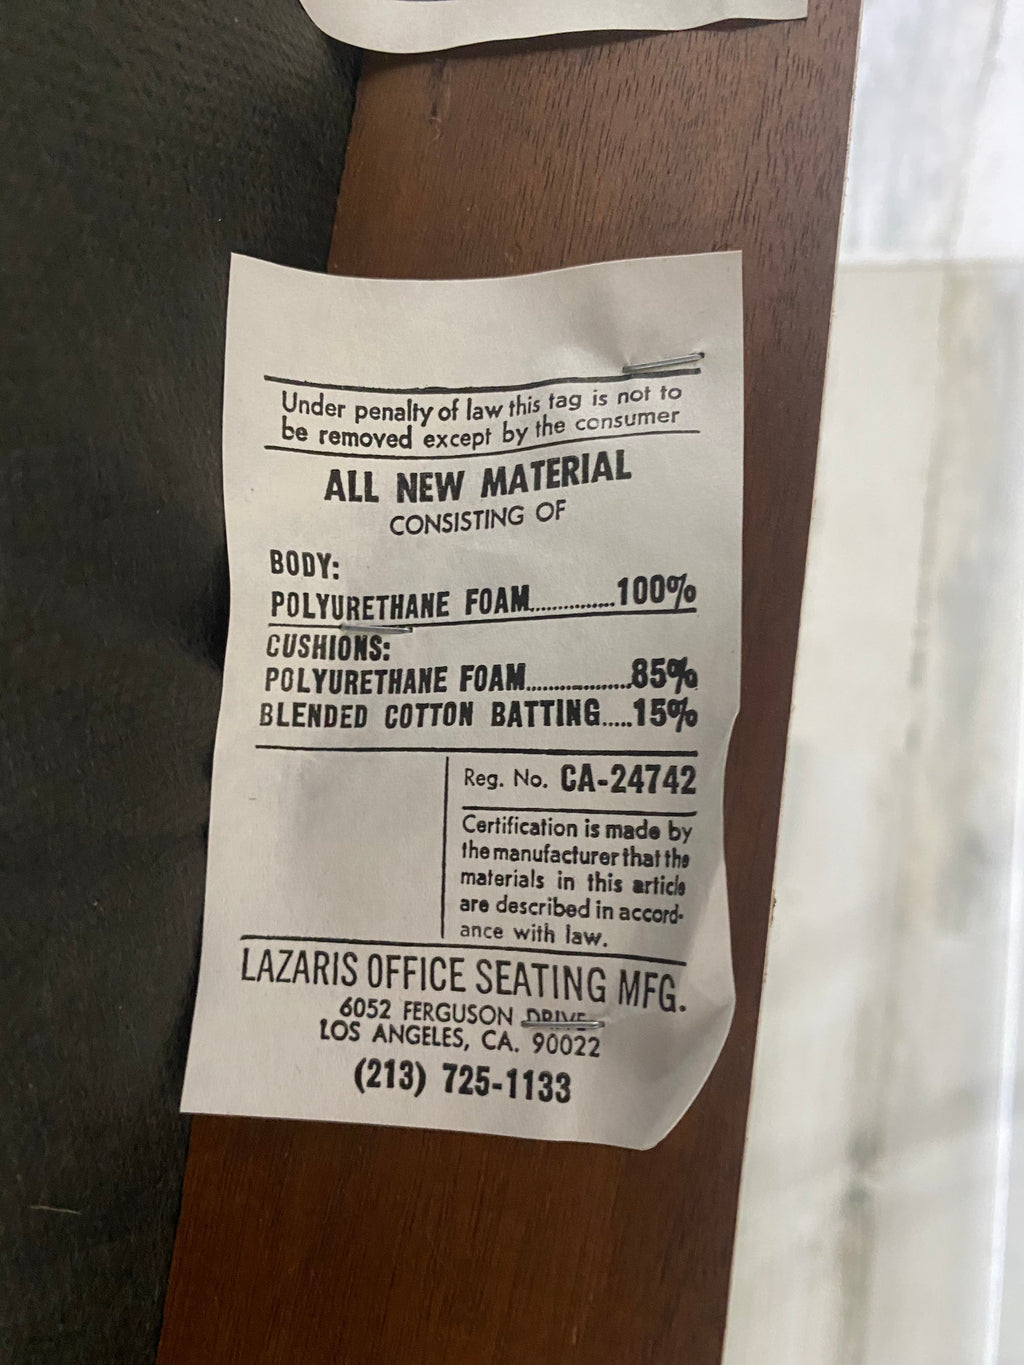 Under penalty of law this tag is not to
be removed except by the consumer
ALL NEW MATERIAL
CONSISTING OF
BODY:
POLYURETHANE FOAM..............100%
CUSHIONS:
POLYURETHANE FOAM..................85%
BLENDED COTTON BATTING.....15%
Reg. No. CA-24742
Certification is made by
the manufacturer that the
materials in this article
are described in accord-
ance with law.
LAZARIS OFFICE SEATING MFG.
6052 FERGUSON DRIVE
LOS ANGELES, CA. 90022
(213) 725-1133